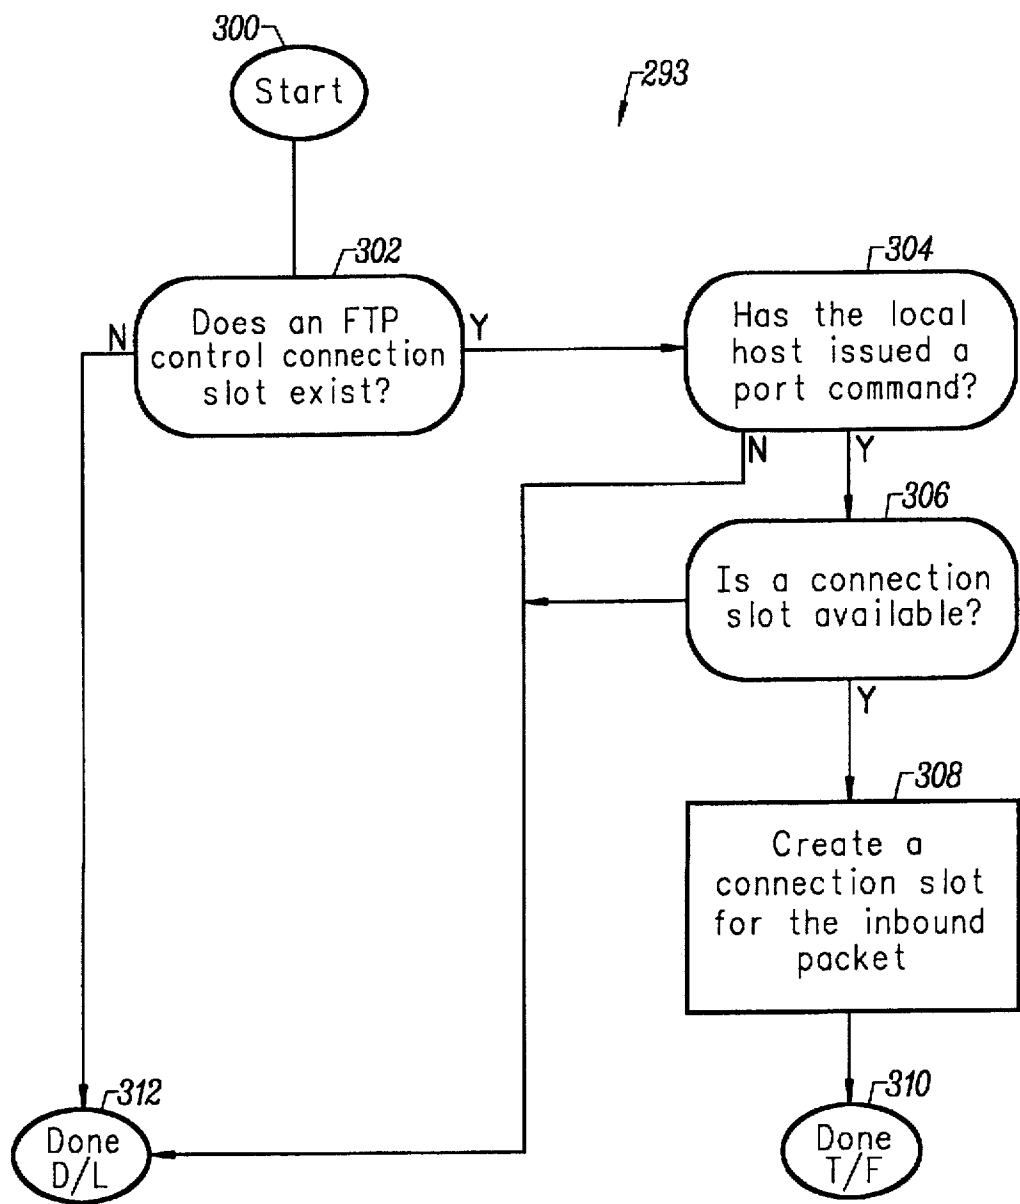 300
Start
293
302
Does an FTP
control connection
slot exist?
N
Y
304
Has the local
host issued a
port command?
N
Y
306
Is a connection
slot available?
Y
308
Create a
connection slot
for the inbound
packet
312
Done
D/L
310
Done
T/F